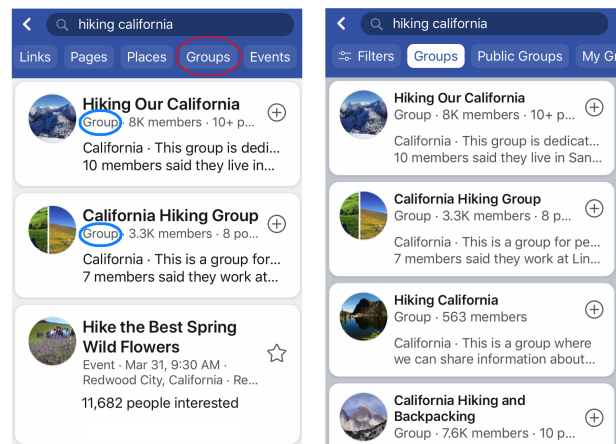 hiking california
Links Pages Places Groups Events
Hiking Our California
Group · 8K members · 10+ p...
California · This group is dedi...
10 members said they live in...
California Hiking Group
Group · 3.3K members · 8 po...
California · This is a group for...
7 members said they work at...
Hike the Best Spring
Wild Flowers
Event · Mar 31, 9:30 AM ·
Redwood City, California · Re...
11,682 people interested
hiking california
Filters Groups Public Groups My Gr
Hiking Our California
Group · 8K members · 10+ p...
California · This group is dedicat...
10 members said they live in San...
California Hiking Group
Group · 3.3K members · 8 p...
California · This is a group for pe...
7 members said they work at Lin...
Hiking California
Group · 563 members
California · This is a group where
we can share information about...
California Hiking and
Backpacking
Group · 7.6K members · 10 p...